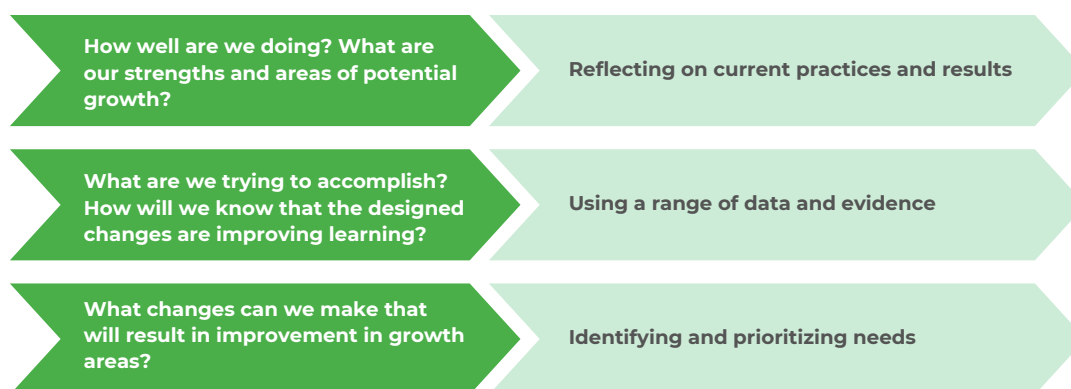 How well are we doing? What are
our strengths and areas of potential
growth?
Reflecting on current practices and results
What are we trying to accomplish?
How will we know that the designed
changes are improving learning?
Using a range of data and evidence
What changes can we make that
will result in improvement in growth
areas?
Identifying and prioritizing needs